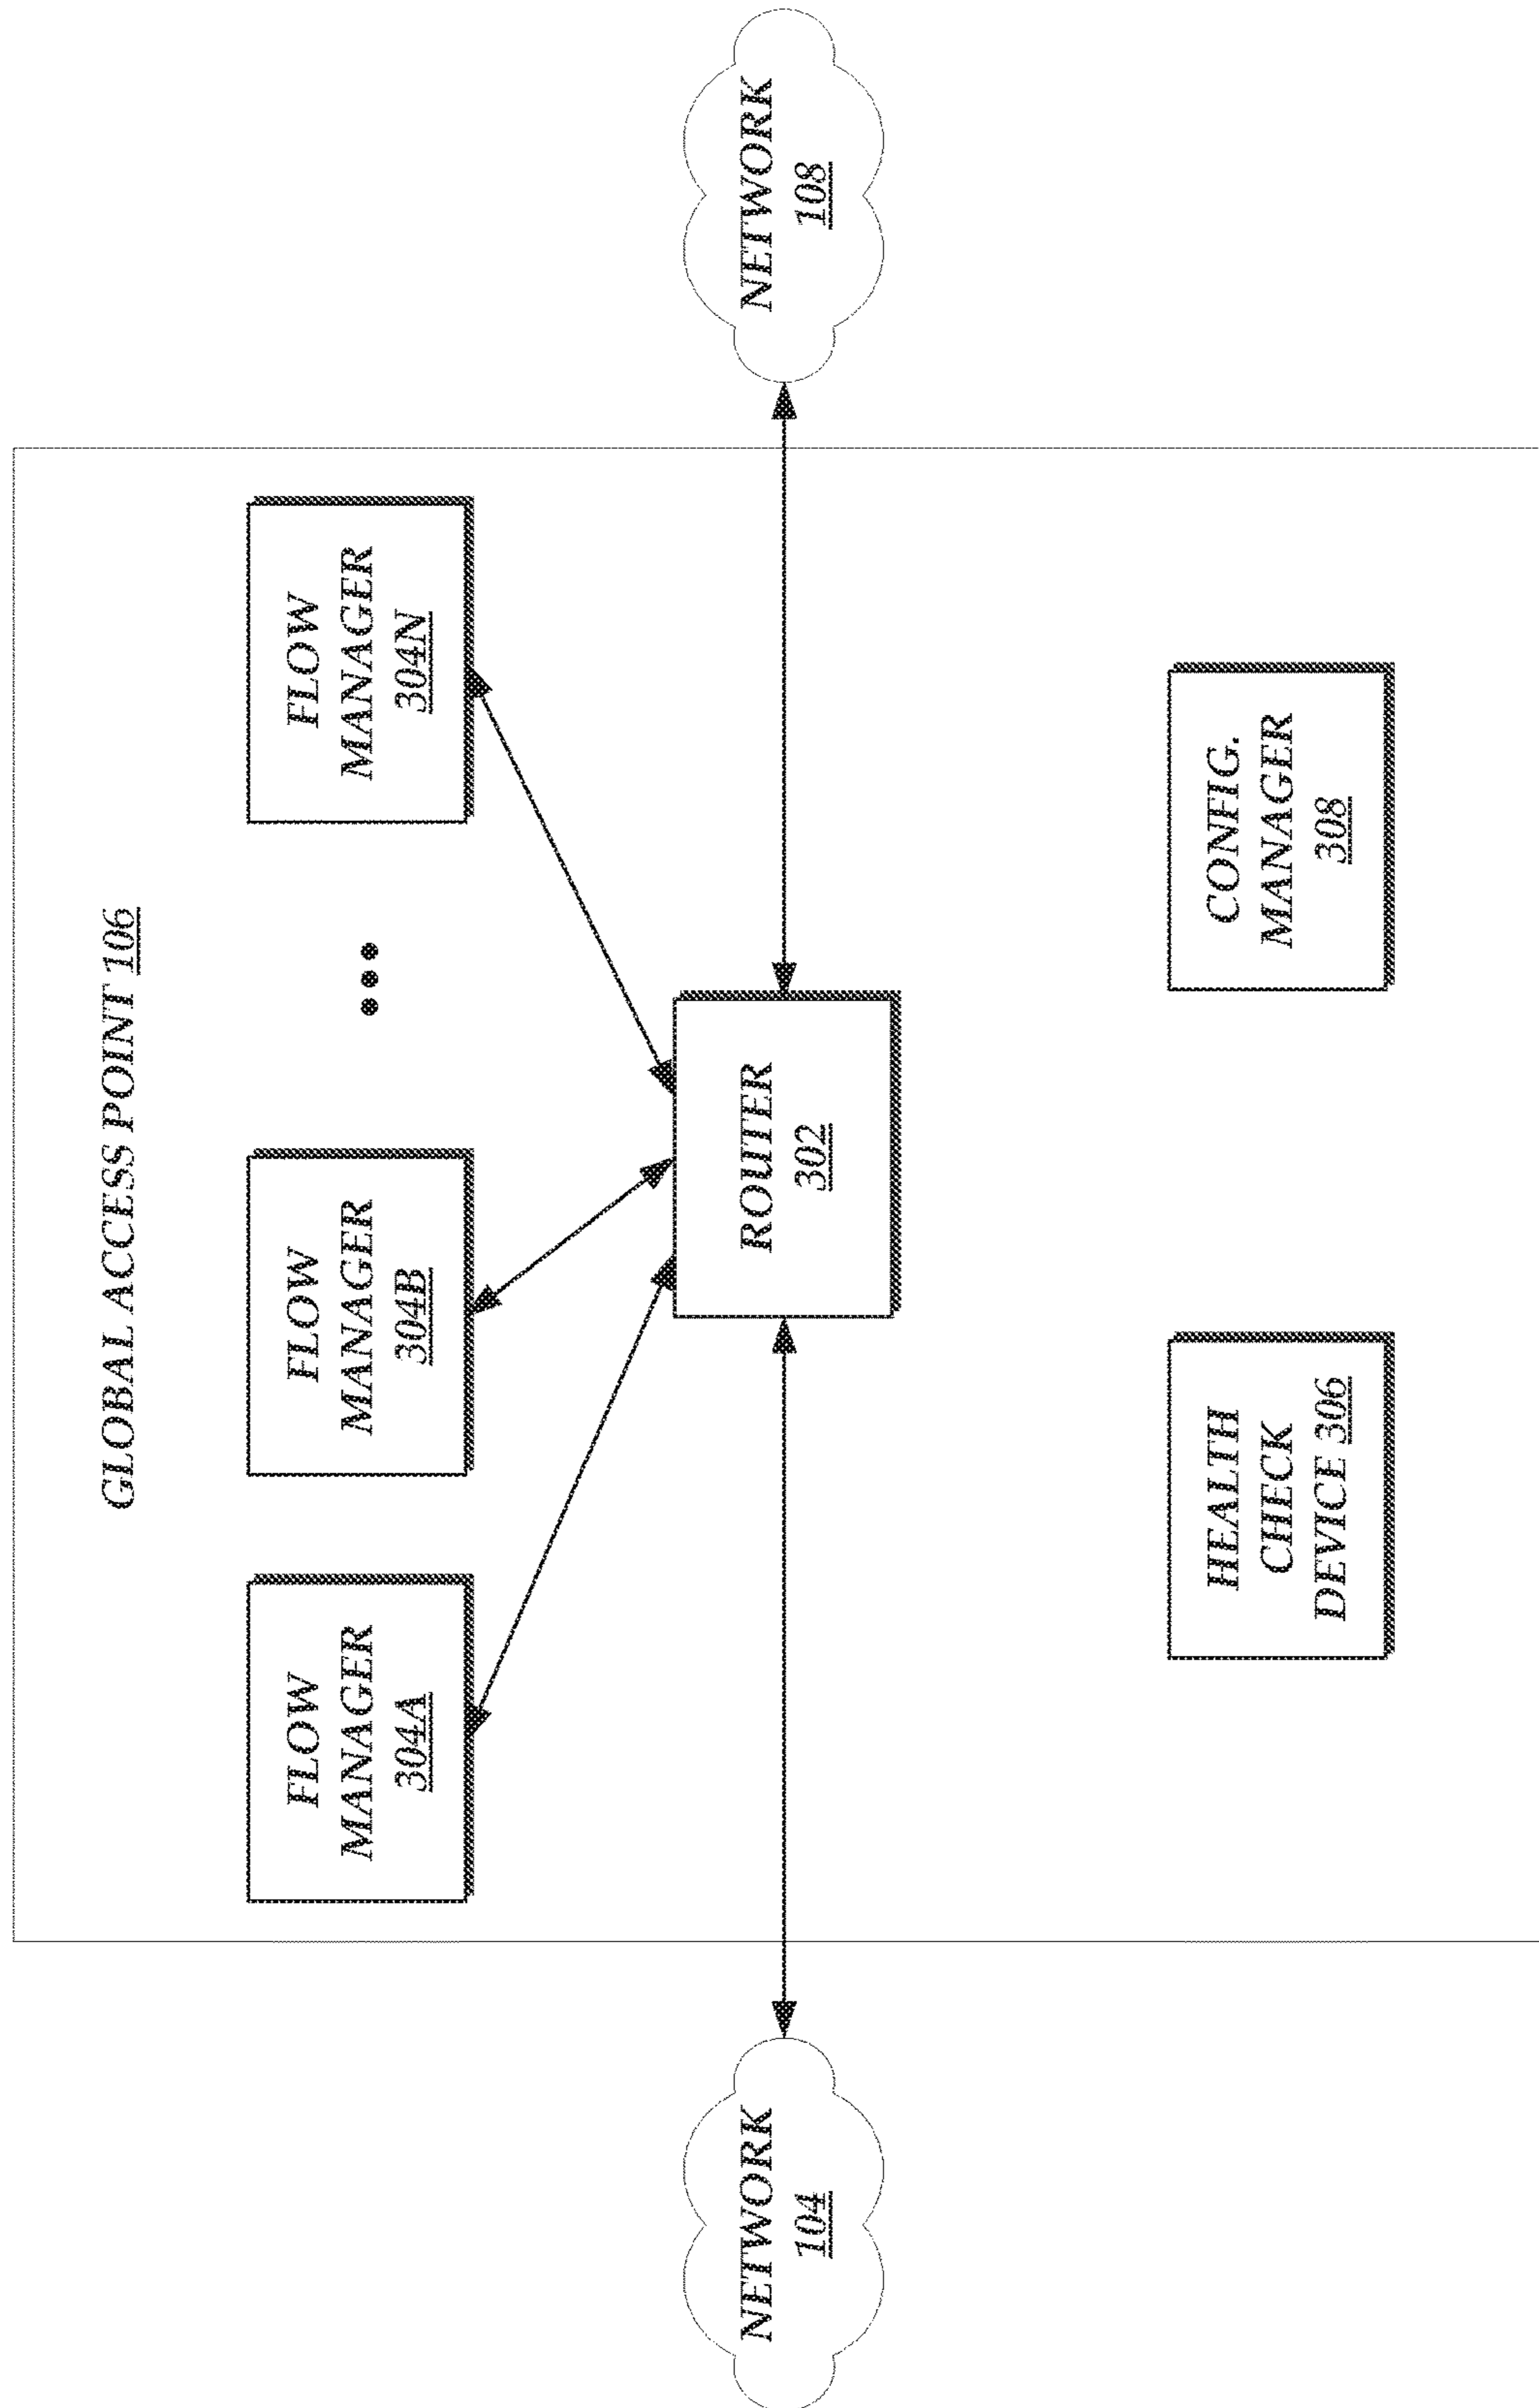 GLOBAL ACCESS POINT 106
FLOW
MANAGER
304A
FLOW
MANAGER
304B
FLOW
MANAGER
304N
NETWORK
104
ROUTER
302
NETWORK
108
HEALTH
CHECK
DEVICE 306
CONFIG.
MANAGER
308